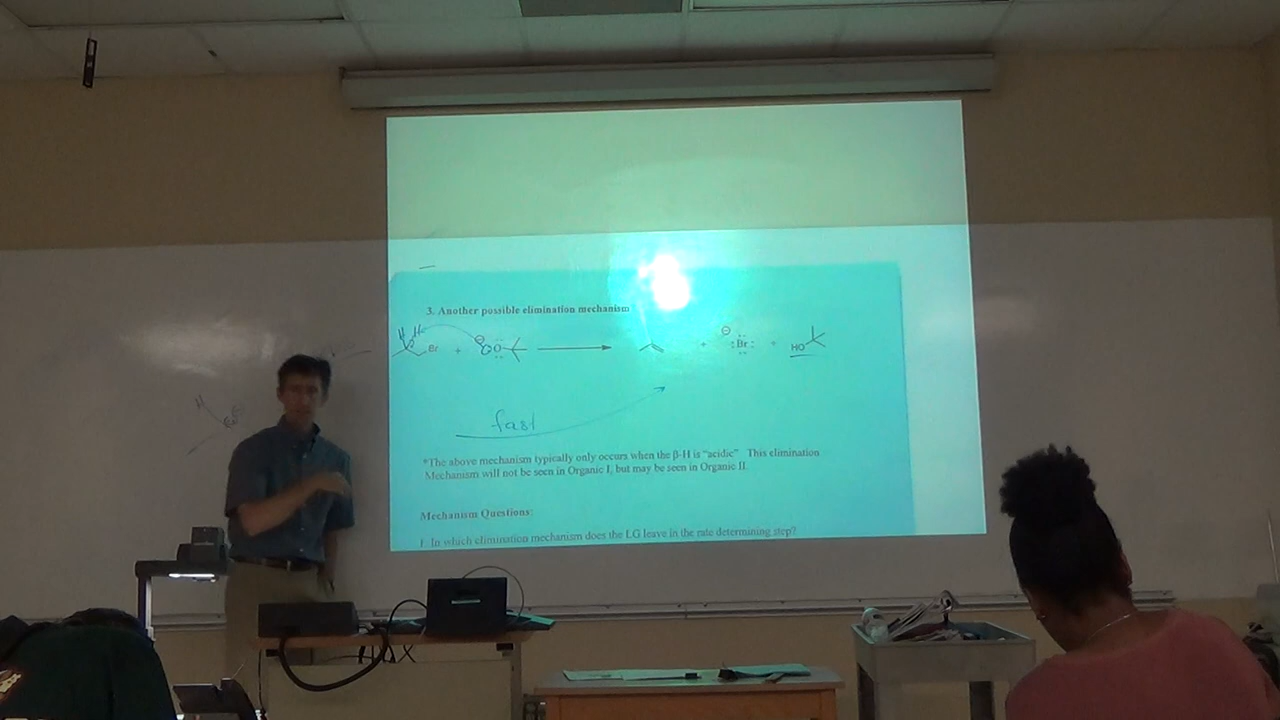 3. Another possible elimination mechanism
H H Br + ⊖ O → + ⊖ :Br: + HO
H
fast
*The above mechanism typically only occurs when the β-H is "acidic" This elimination
Mechanism will not be seen in Organic I, but may be seen in Organic II
Mechanism Questions:
1. In which elimination mechanism does the LG leave in the rate determining step?